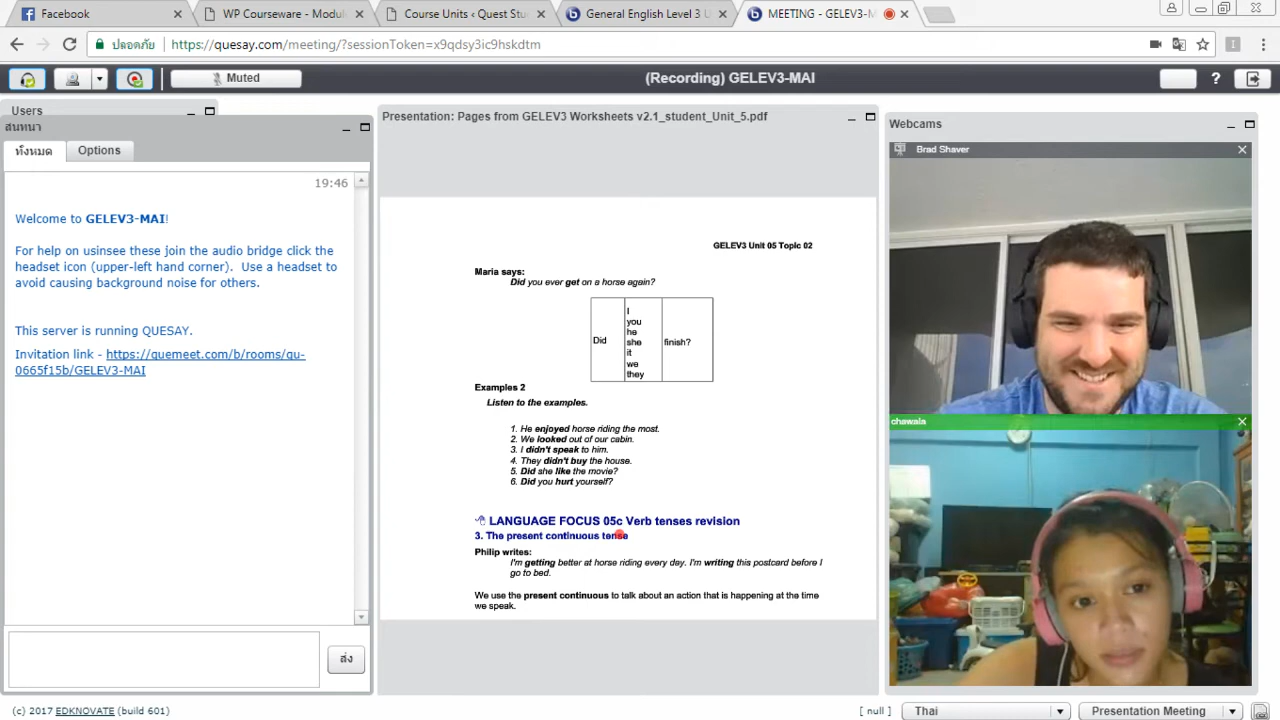 Facebook
WP Courseware - Modul
Course Units ‹ Quest Stu
General English Level 3 U
MEETING - GELEV3-M
ปลอดภัย
https://quesay.com/meeting/?sessionToken=x9qdsy3ic9hskdtm
Muted
(Recording) GELEV3-MAI
?
Users
สนทนา
ทั้งหมด
Options
19:46
Welcome to GELEV3-MAI!
For help on usinsee these join the audio bridge click the
headset icon (upper-left hand corner). Use a headset to
avoid causing background noise for others.
This server is running QUESAY.
Invitation link - https://quemeet.com/b/rooms/qu-
0665f15b/GELEV3-MAI
ส่ง
Presentation: Pages from GELEV3 Worksheets v2.1_student_Unit_5.pdf
GELEV3 Unit 05 Topic 02
Maria says:
Did you ever get on a horse again?
Did
I
you
he
she
it
we
they
finish?
Examples 2
Listen to the examples.
1. He enjoyed horse riding the most.
2. We looked out of our cabin.
3. I didn't speak to him.
4. They didn't buy the house.
5. Did she like the movie?
6. Did you hurt yourself?
LANGUAGE FOCUS 05c Verb tenses revision
3. The present continuous tense
Philip writes:
I'm getting better at horse riding every day. I'm writing this postcard before I
go to bed.
We use the present continuous to talk about an action that is happening at the time
we speak.
Webcams
Brad Shaver
chawala
(c) 2017 EDKNOVATE (build 601)
[ null ]
Thai
Presentation Meeting